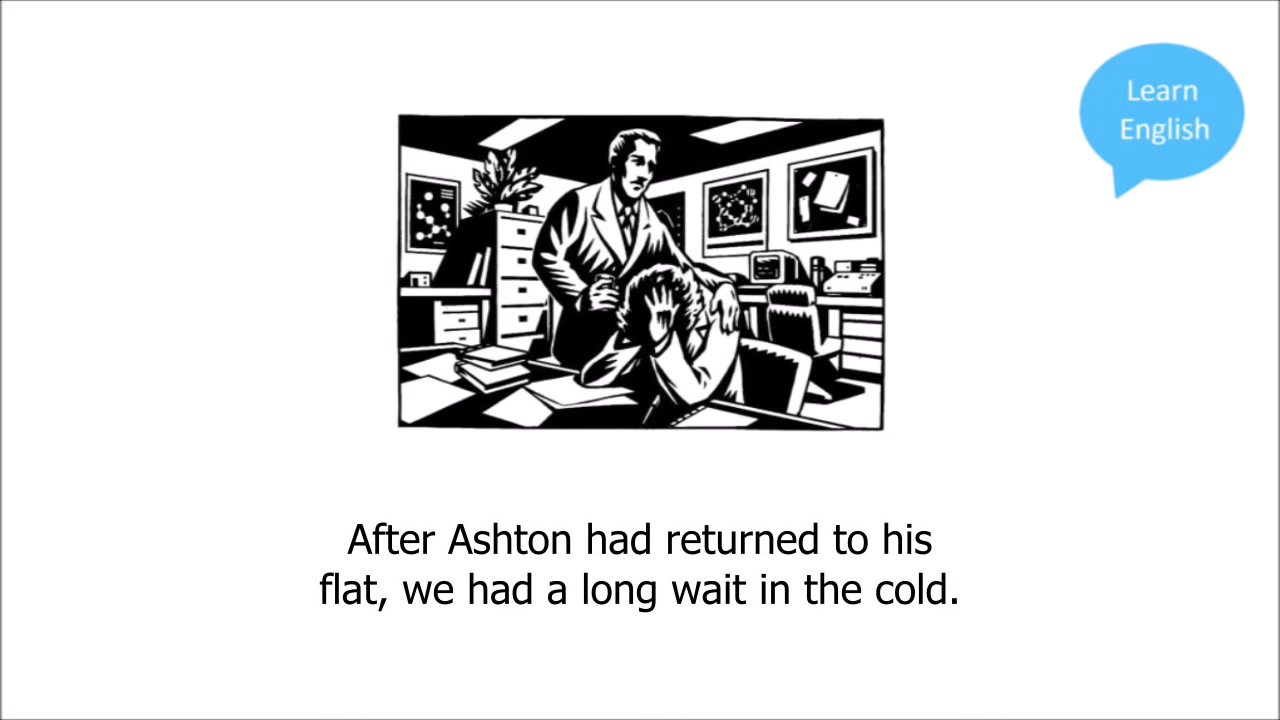 Learn
English
After Ashton had returned to his
flat, we had a long wait in the cold.